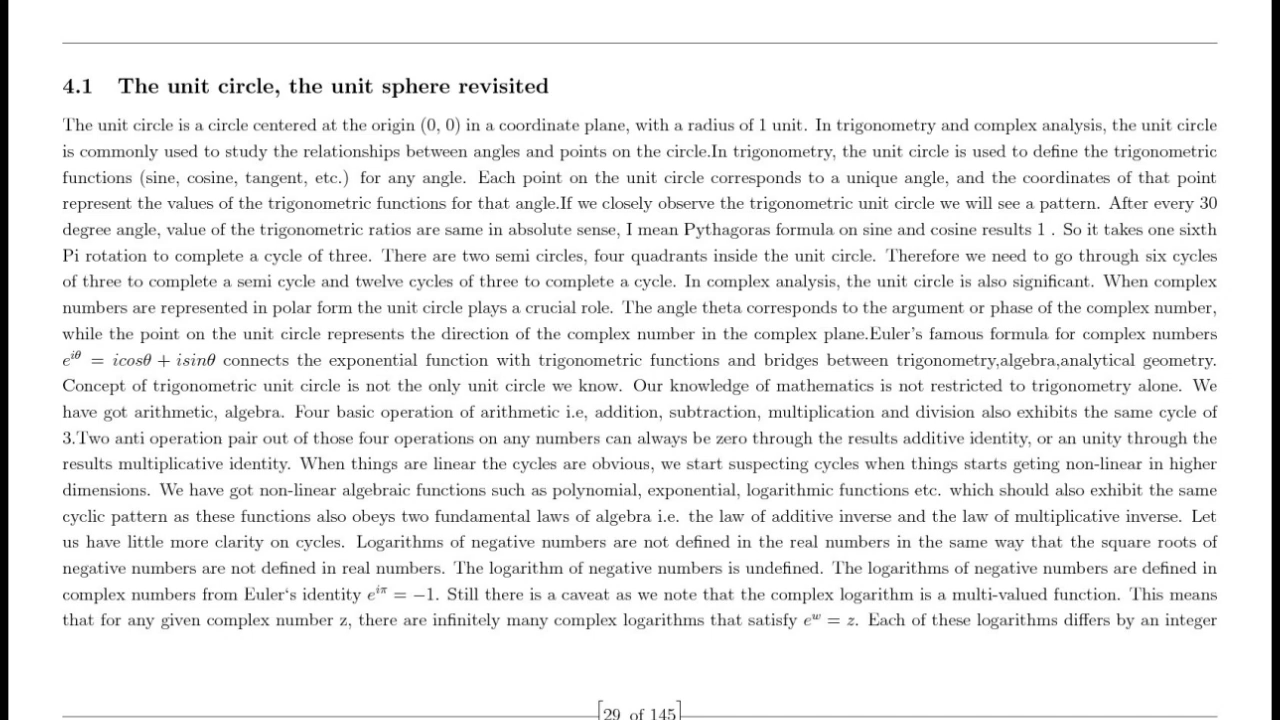 4.1 The unit circle, the unit sphere revisited
The unit circle is a circle centered at the origin (0, 0) in a coordinate plane, with a radius of 1 unit. In trigonometry and complex analysis, the unit circle
is commonly used to study the relationships between angles and points on the circle.In trigonometry, the unit circle is used to define the trigonometric
functions (sine, cosine, tangent, etc.) for any angle. Each point on the unit circle corresponds to a unique angle, and the coordinates of that point
represent the values of the trigonometric functions for that angle.If we closely observe the trigonometric unit circle we will see a pattern. After every 30
degree angle, value of the trigonometric ratios are same in absolute sense, I mean Pythagoras formula on sine and cosine results 1 . So it takes one sixth
Pi rotation to complete a cycle of three. There are two semi circles, four quadrants inside the unit circle. Therefore we need to go through six cycles
of three to complete a semi cycle and twelve cycles of three to complete a cycle. In complex analysis, the unit circle is also significant. When complex
numbers are represented in polar form the unit circle plays a crucial role. The angle theta corresponds to the argument or phase of the complex number,
while the point on the unit circle represents the direction of the complex number in the complex plane.Euler's famous formula for complex numbers
e^{iθ} = icosθ + isinθ connects the exponential function with trigonometric functions and bridges between trigonometry,algebra,analytical geometry.
Concept of trigonometric unit circle is not the only unit circle we know. Our knowledge of mathematics is not restricted to trigonometry alone. We
have got arithmetic, algebra. Four basic operation of arithmetic i.e, addition, subtraction, multiplication and division also exhibits the same cycle of
3.Two anti operation pair out of those four operations on any numbers can always be zero through the results additive identity, or an unity through the
results multiplicative identity. When things are linear the cycles are obvious, we start suspecting cycles when things starts geting non-linear in higher
dimensions. We have got non-linear algebraic functions such as polynomial, exponential, logarithmic functions etc. which should also exhibit the same
cyclic pattern as these functions also obeys two fundamental laws of algebra i.e. the law of additive inverse and the law of multiplicative inverse. Let
us have little more clarity on cycles. Logarithms of negative numbers are not defined in the real numbers in the same way that the square roots of
negative numbers are not defined in real numbers. The logarithm of negative numbers is undefined. The logarithms of negative numbers are defined in
complex numbers from Euler‘s identity e^{iπ} = −1. Still there is a caveat as we note that the complex logarithm is a multi-valued function. This means
that for any given complex number z, there are infinitely many complex logarithms that satisfy e^w = z. Each of these logarithms differs by an integer
[29 of 145]